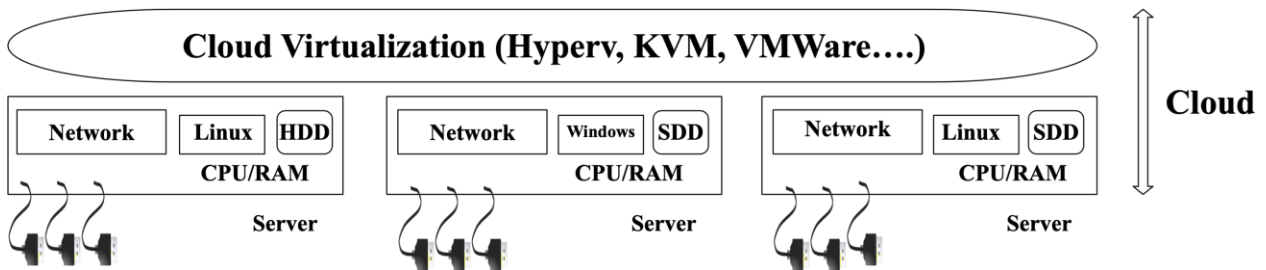 Cloud Virtualization (Hyperv, KVM, VMWare....)
Cloud
Network
Linux
HDD
CPU/RAM
Server
Network
Windows
SDD
CPU/RAM
Server
Network
Linux
SDD
CPU/RAM
Server